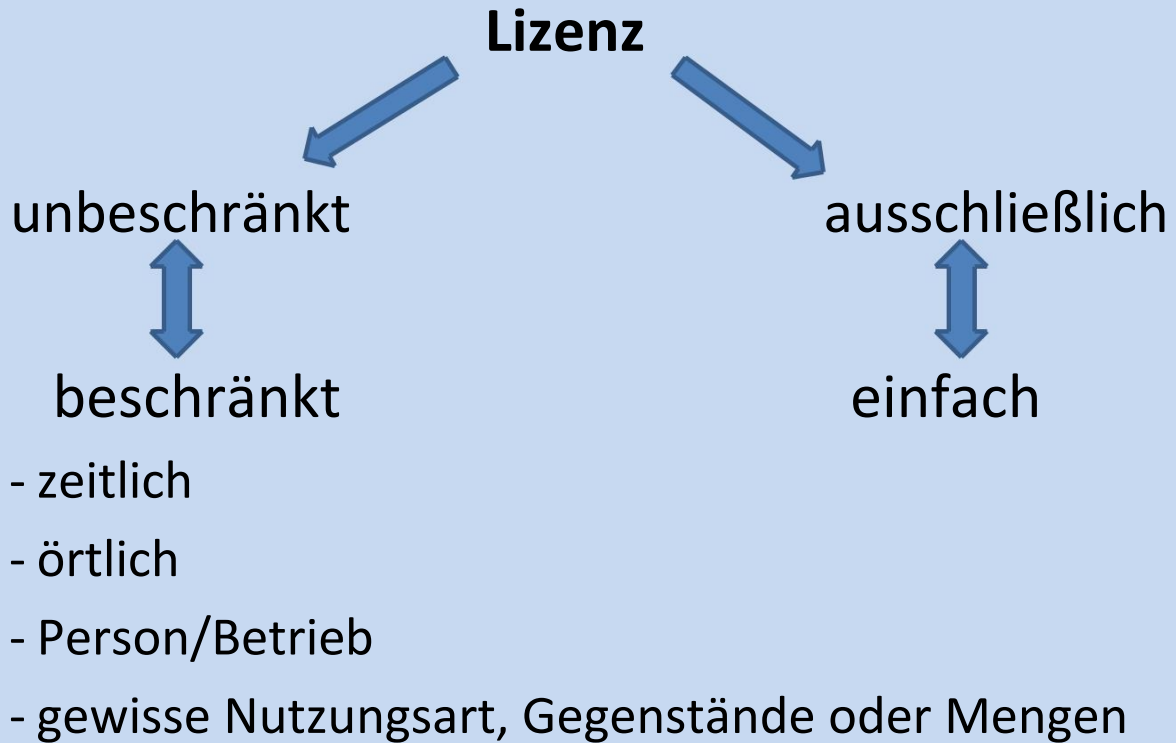 Lizenz
unbeschränkt ausschließlich
beschränkt einfach
- zeitlich
- örtlich
- Person/Betrieb
- gewisse Nutzungsart, Gegenstände oder Mengen